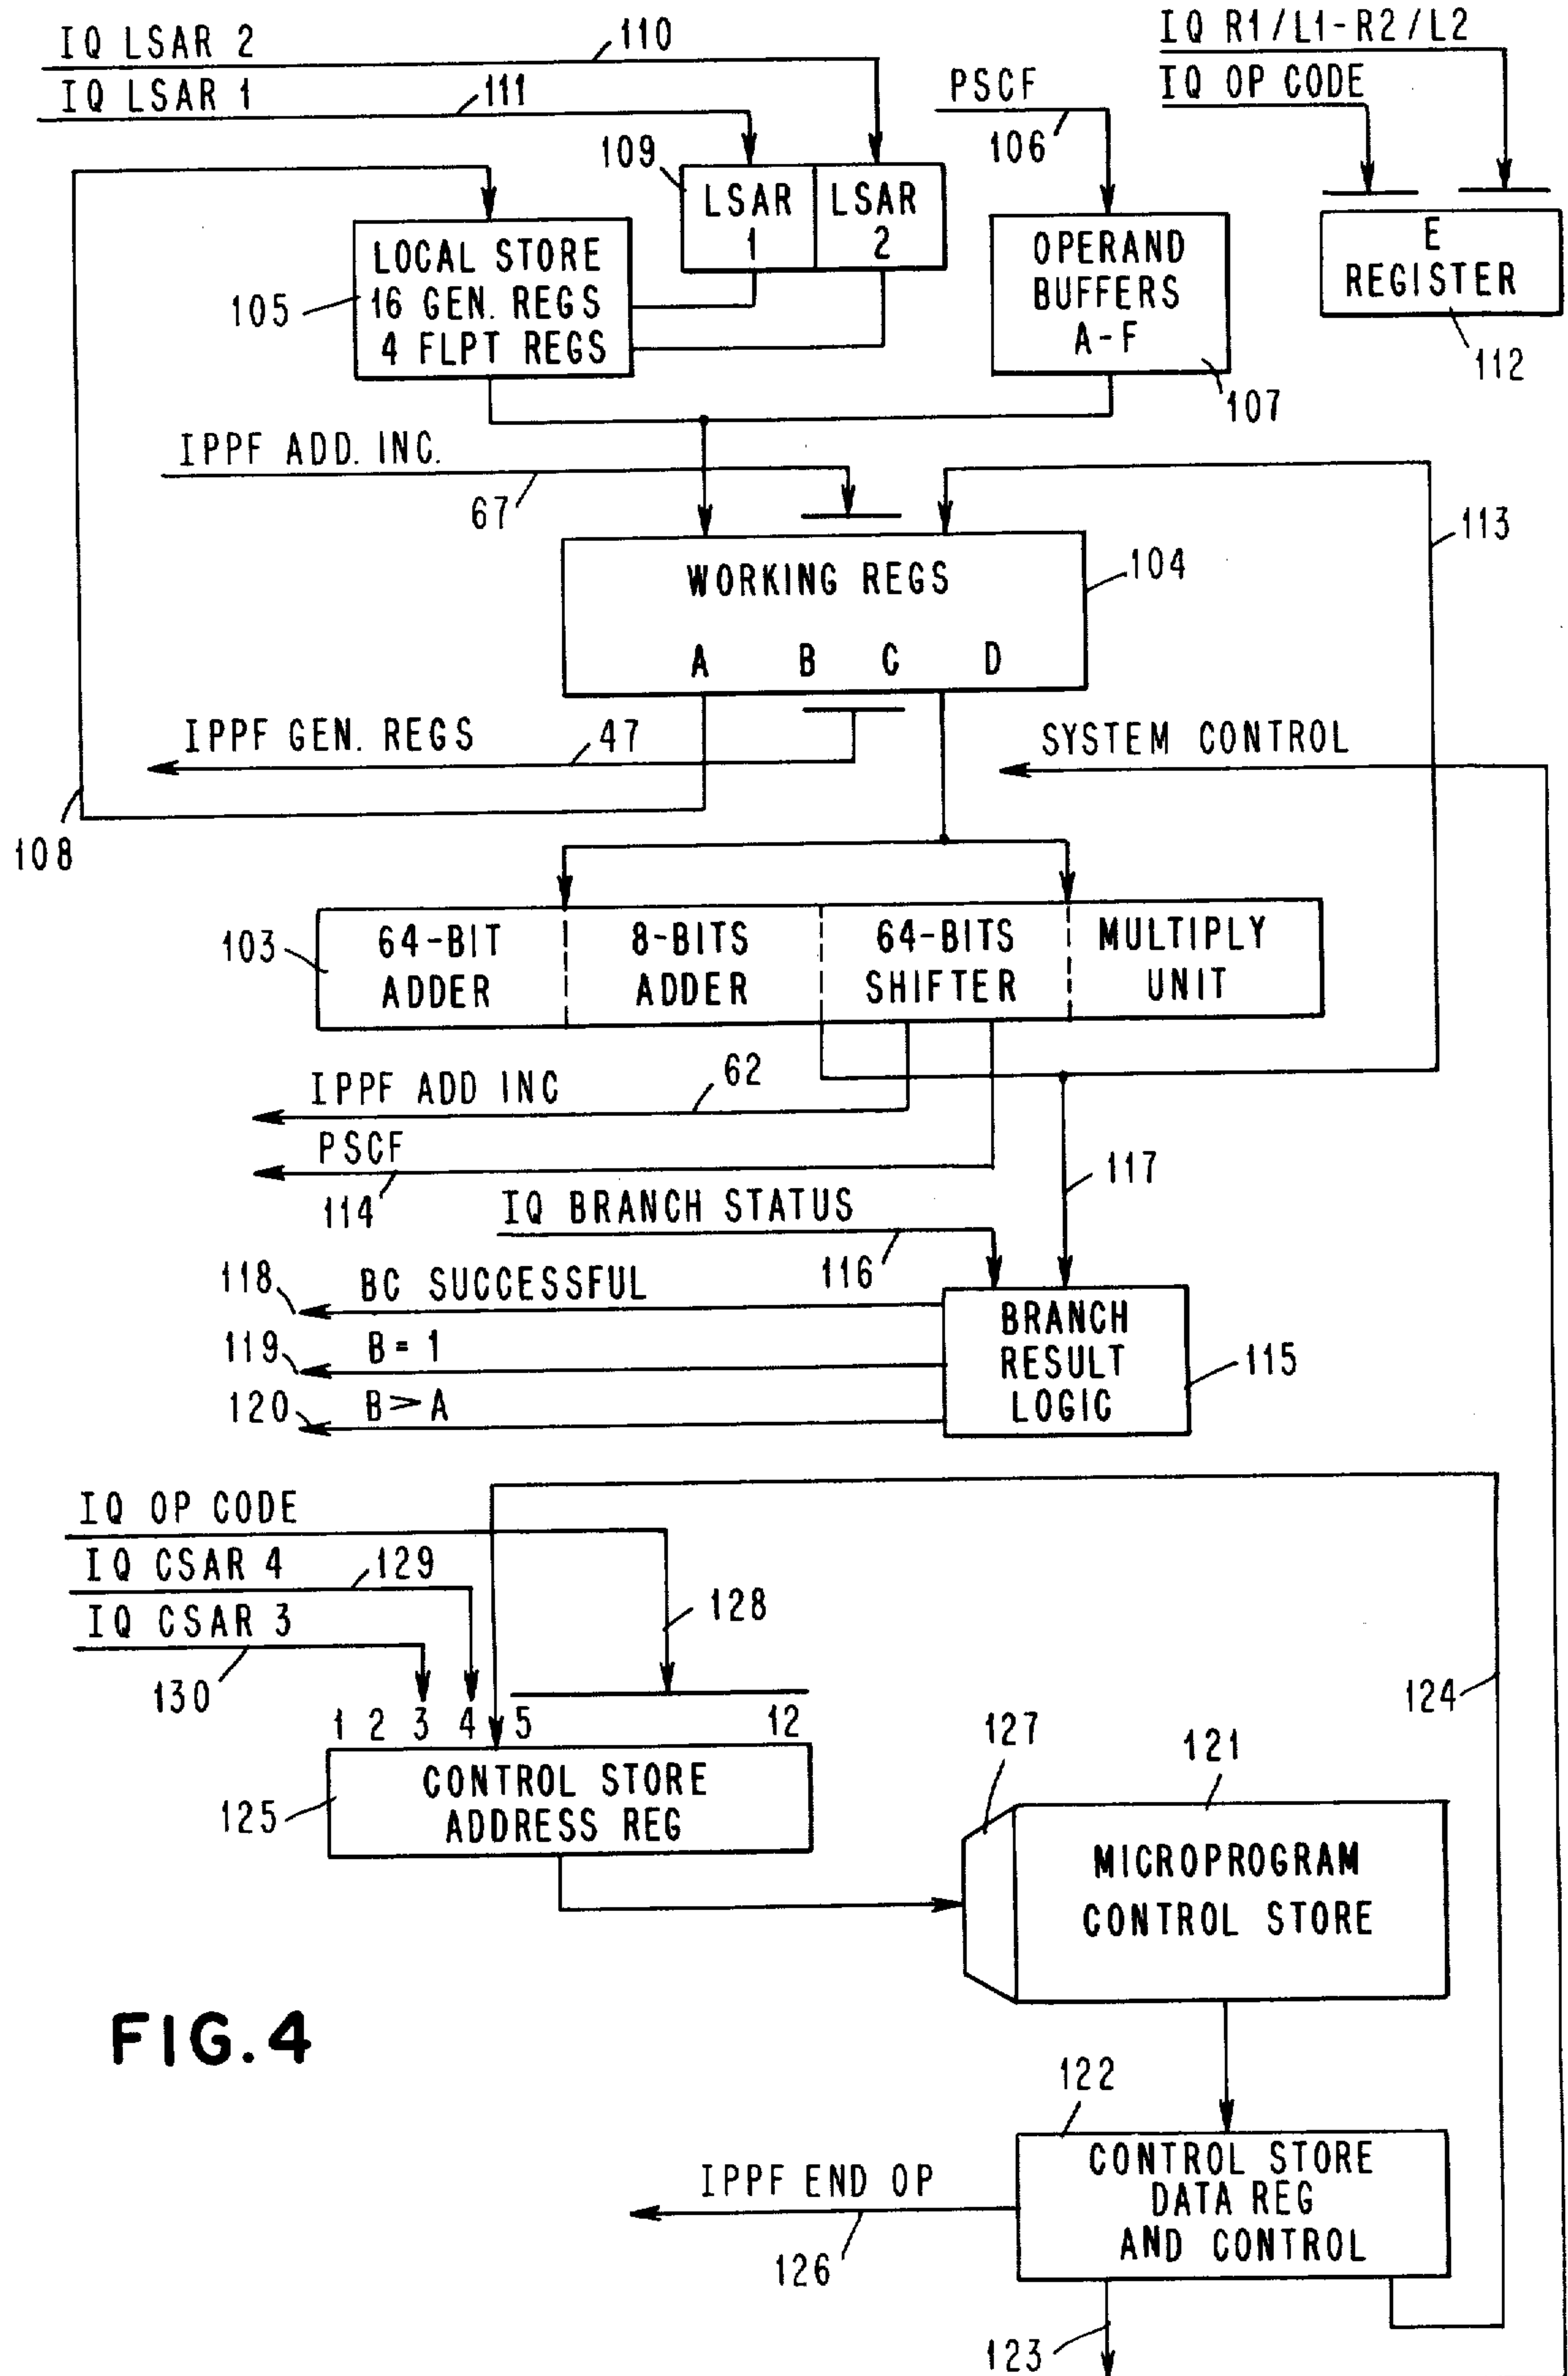 IQ LSAR 2
110
IQ R1/L1-R2/L2
IQ LSAR 1
111
PSCF
106
IQ OP CODE
109
LSAR
1
LSAR
2
LOCAL STORE
16 GEN. REGS
4 FLPT REGS
105
OPERAND
BUFFERS
A-F
107
E
REGISTER
112
IPPF ADD. INC.
67
113
WORKING REGS
A B C D
104
IPPF GEN. REGS
47
SYSTEM CONTROL
108
103
64-BIT
ADDER
8-BITS
ADDER
64-BITS
SHIFTER
MULTIPLY
UNIT
IPPF ADD INC
62
PSCF
114
117
IQ BRANCH STATUS
116
118
BC SUCCESSFUL
119
B = 1
120
B > A
BRANCH
RESULT
LOGIC
115
IQ OP CODE
IQ CSAR 4
129
128
IQ CSAR 3
130
124
1 2 3 4 5 12
CONTROL STORE
ADDRESS REG
125
127
121
MICROPROGRAM
CONTROL STORE
FIG.4
122
CONTROL STORE
DATA REG
AND CONTROL
IPPF END OP
126
123